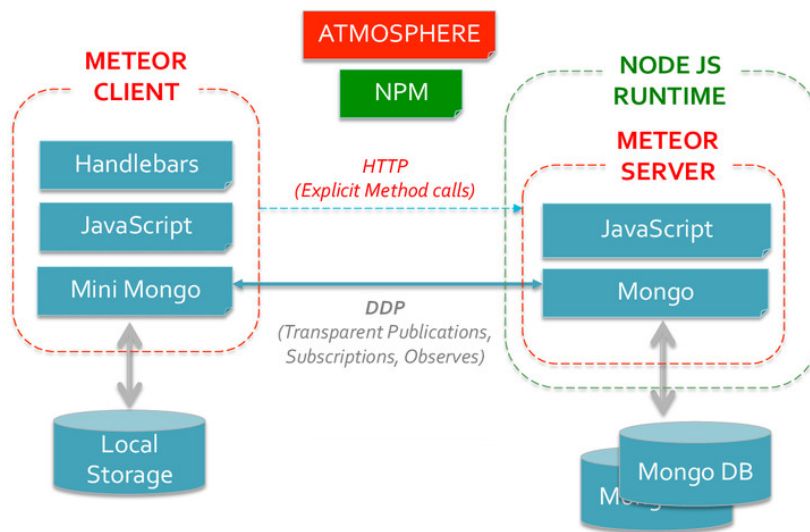 ATMOSPHERE
NPM
METEOR
CLIENT
Handlebars
JavaScript
Mini Mongo
Local
Storage
HTTP
(Explicit Method calls)
DDP
(Transparent Publications,
Subscriptions, Observes)
NODE JS
RUNTIME
METEOR
SERVER
JavaScript
Mongo
Mongo DB